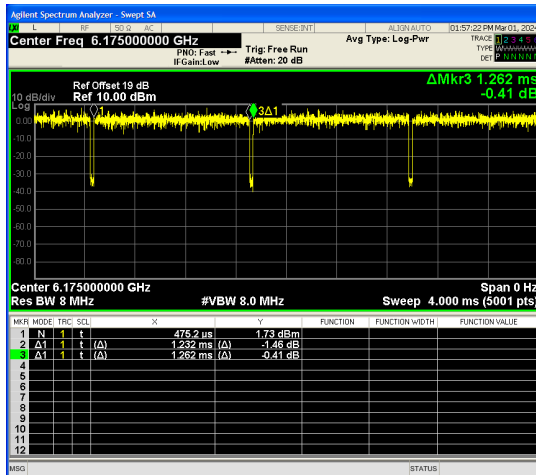 Agilent Spectrum Analyzer - Swept SA
L RF 50 Ω AC SENSE:INT ALIGN AUTO 01:57:22 PM Mar 01, 2024
Center Freq 6.175000000 GHz
PNO: Fast
IFGain:Low
Trig: Free Run
#Atten: 20 dB
Avg Type: Log-Pwr
TRACE 1 2 3 4 5
TYPE
DET P N N N N
ΔMkr3 1.262 ms
-0.41 dB
Ref Offset 19 dB
10 dB/div Ref 10.00 dBm
Log
1
3Δ1
0.00
-10.0
-20.0
-30.0
-40.0
-50.0
-60.0
-70.0
-80.0
Center 6.175000000 GHz Span 0 Hz
Res BW 8 MHz #VBW 8.0 MHz Sweep 4.000 ms (5001 pts)
MKR MODE TRC SCL X Y FUNCTION FUNCTION WIDTH FUNCTION VALUE
1 N 1 t 475.2 µs 1.73 dBm
2 Δ1 1 t (Δ) 1.232 ms (Δ) -1.46 dB
3 Δ1 1 t (Δ) 1.262 ms (Δ) -0.41 dB
4
5
6
7
8
9
10
11
12
MSG STATUS